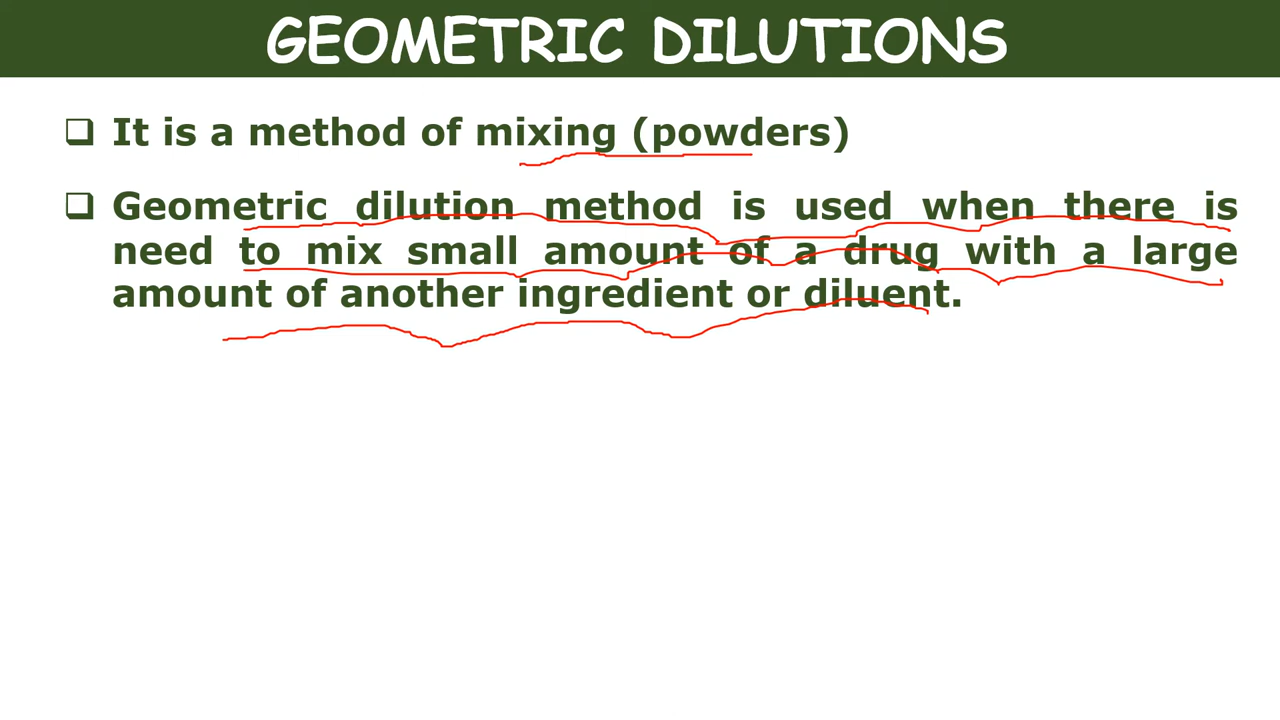 GEOMETRIC DILUTIONS
❑ It is a method of mixing (powders)
❑ Geometric dilution method is used when there is
need to mix small amount of a drug with a large
amount of another ingredient or diluent.